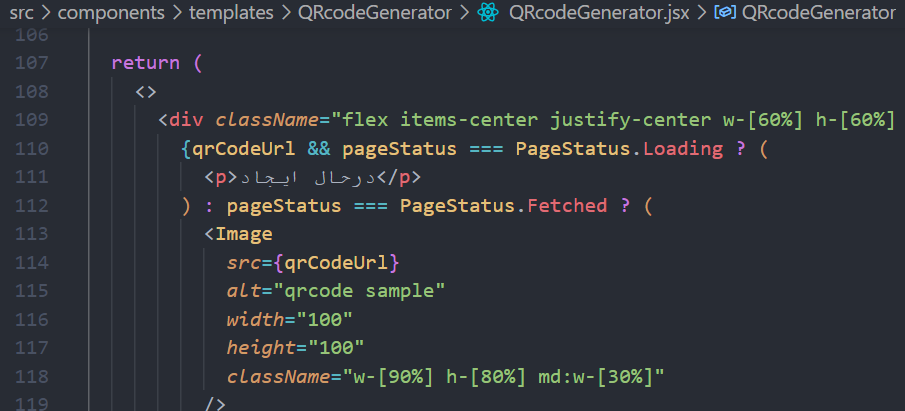 src > components > templates > QRcodeGenerator > QRcodeGenerator.jsx > QRcodeGenerator
106
107 return (
108 <>
109 <div className="flex items-center justify-center w-[60%] h-[60%]
110 {qrCodeUrl && pageStatus === PageStatus.Loading ? (
111 <p>درحال ایجاد</p>
112 ) : pageStatus === PageStatus.Fetched ? (
113 <Image
114 src={qrCodeUrl}
115 alt="qrcode sample"
116 width="100"
117 height="100"
118 className="w-[90%] h-[80%] md:w-[30%]"
119 />